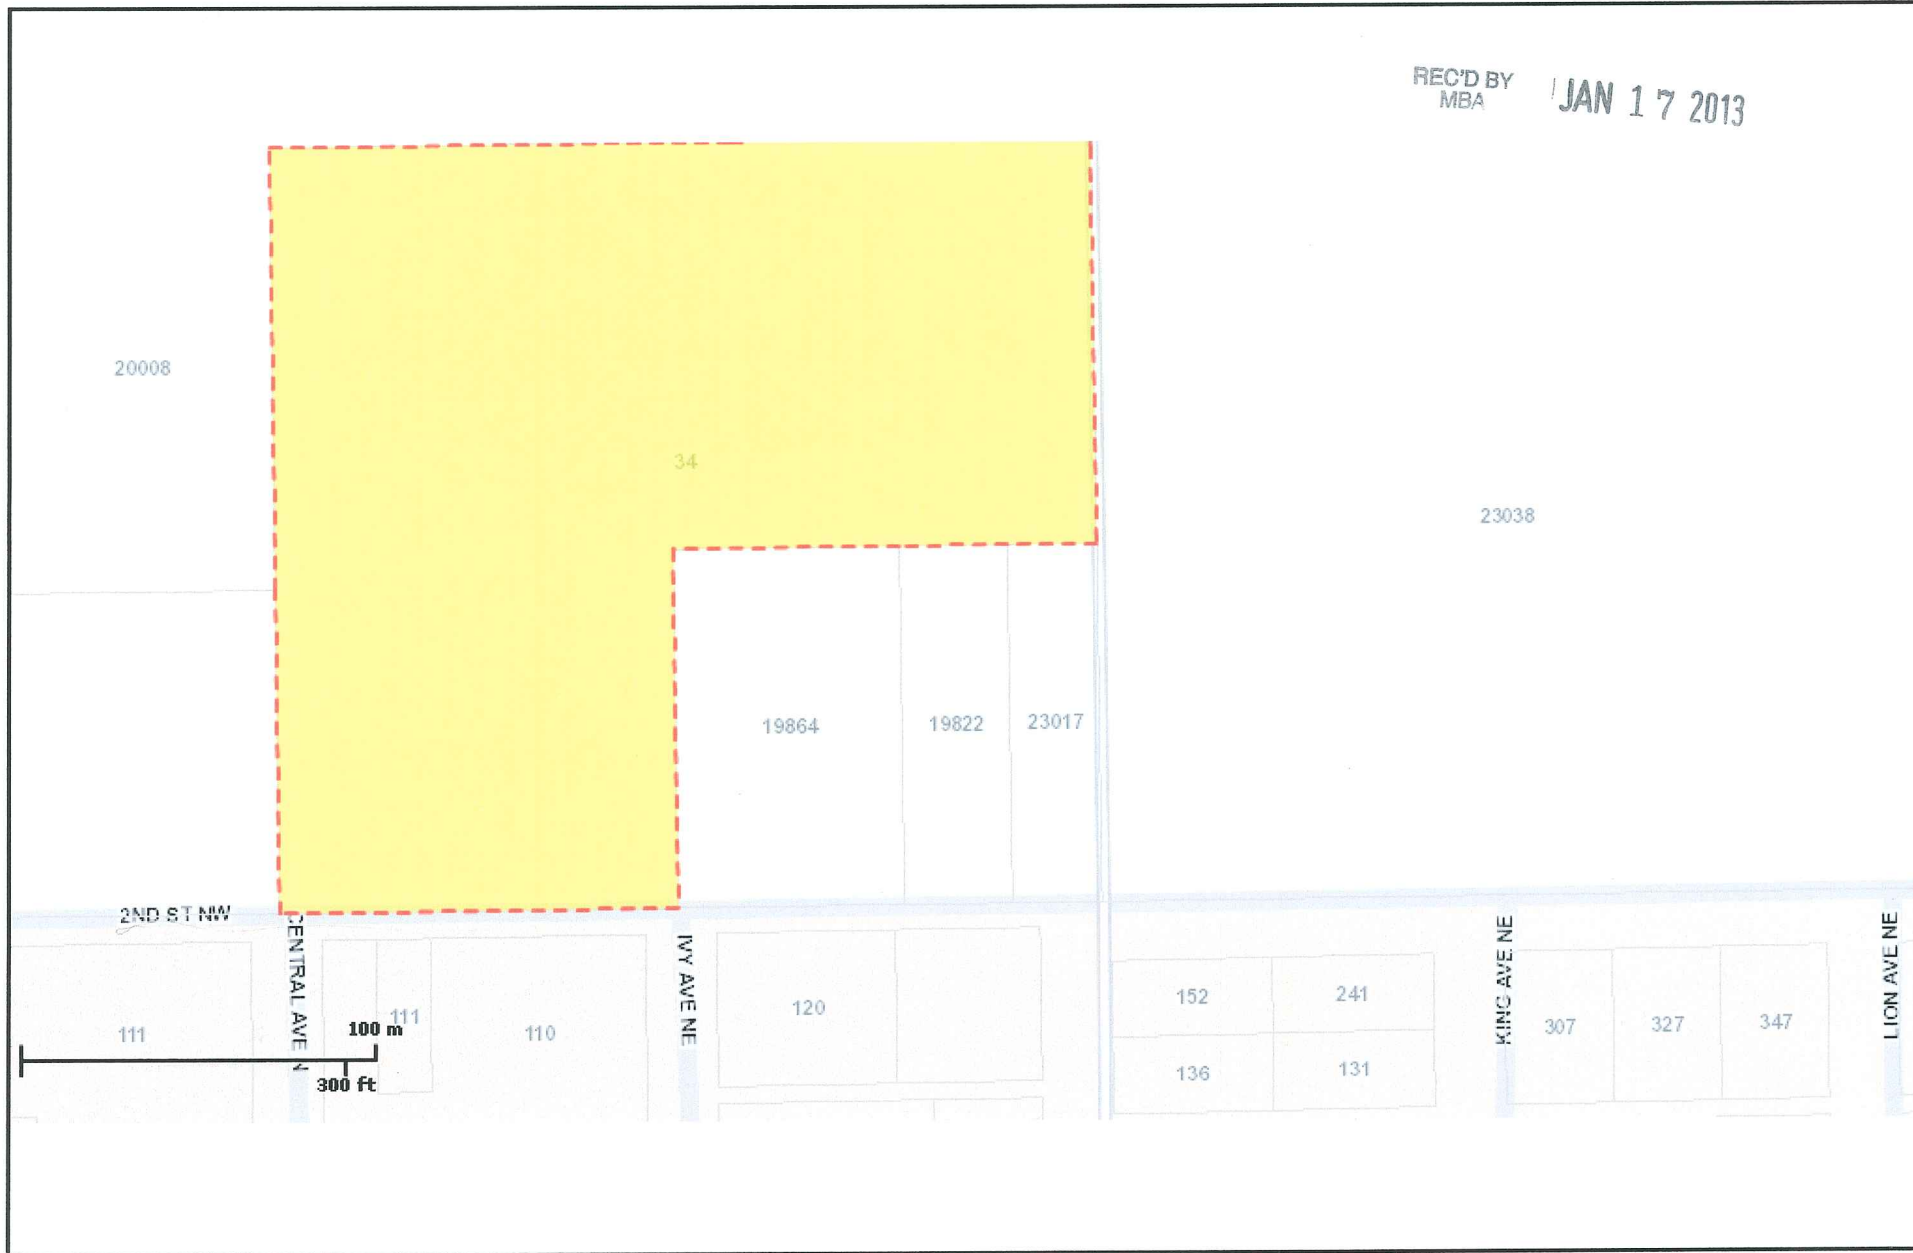 REC'D BY
MBA
JAN 17 2013
20008
34
23038
19864
19822
23017
2ND ST NW
CENTRAL AVE N
IVY AVE NE
KING AVE NE
LION AVE NE
111
111
110
120
152
241
136
131
307
327
347
100 m
300 ft